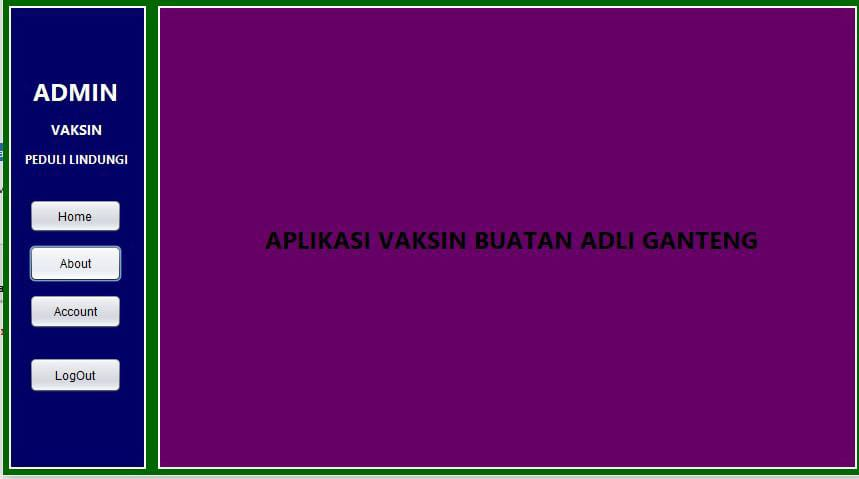 ADMIN
VAKSIN
PEDULI LINDUNGI
Home
About
Account
LogOut
APLIKASI VAKSIN BUATAN ADLI GANTENG